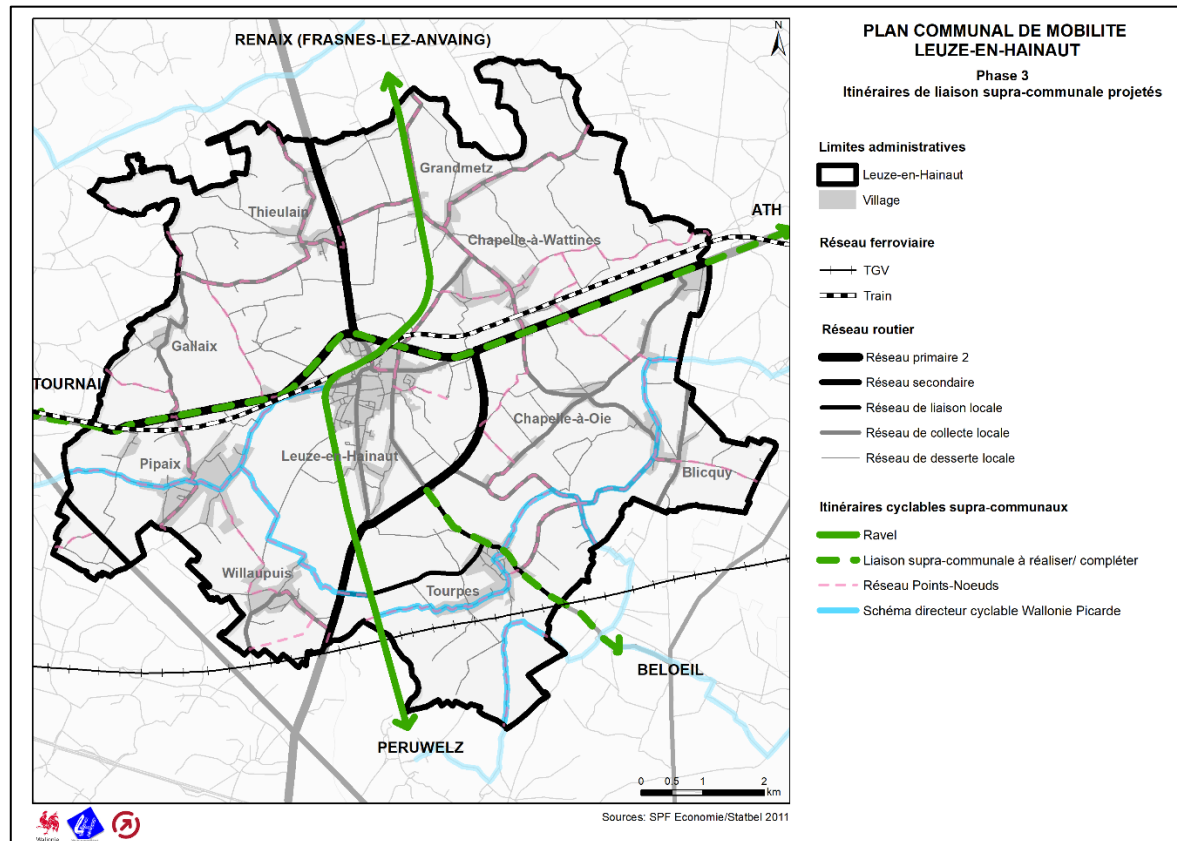 PLAN COMMUNAL DE MOBILITE
LEUZE-EN-HAINAUT
Phase 3
Itinéraires de liaison supra-communale projetés
Limites administratives
Leuze-en-Hainaut
Village
Réseau ferroviaire
TGV
Train
Réseau routier
Réseau primaire 2
Réseau secondaire
Réseau de liaison locale
Réseau de collecte locale
Réseau de desserte locale
Itinéraires cyclables supra-communaux
Ravel
Liaison supra-communale à réaliser/ compléter
Réseau Points-Noeuds
Schéma directeur cyclable Wallonie Picarde
RENAIX (FRASNES-LEZ-ANVAING)
N
Grandmetz
Thieulain
ATH
Chapelle-à-Wattines
Gallaix
TOURNAI
Chapelle-à-Oie
Leuze-en-Hainaut
Pipaix
Blicquy
Willaupuis
Tourpes
BELOEIL
PERUWELZ
0 0.5 1 2
km
Sources: SPF Economie/Statbel 2011
Wallonie